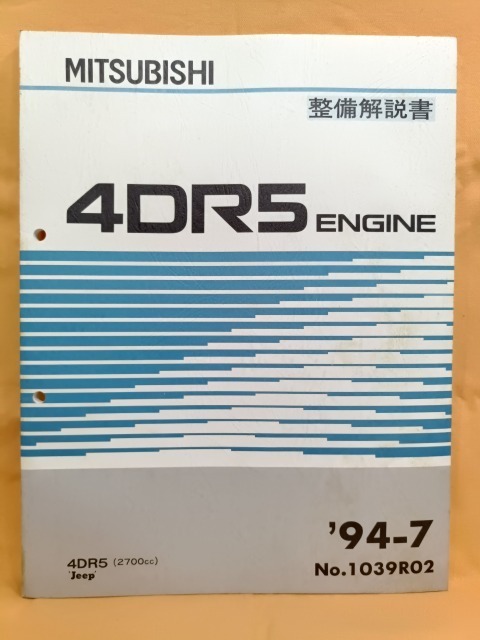 MITSUBISHI
整備解説書
4DR5 ENGINE
'94-7
4DR5 (2700cc)
"Jeep"
No.1039R02